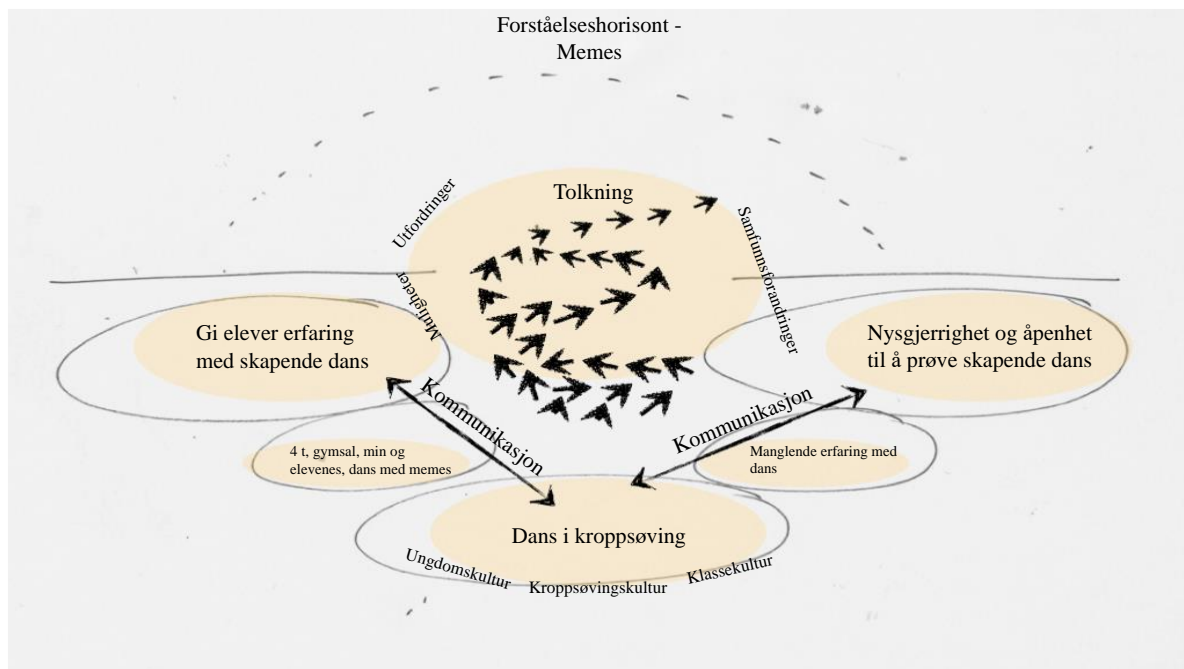 Forståelseshorisont -
Memes
Tolkning
Utfordringer
Muligheter
Samfunnsforandringer
Gi elever erfaring
med skapende dans
Nysgjerrighet og åpenhet
til å prøve skapende dans
Kommunikasjon
Kommunikasjon
4 t, gymsal, min og
elevenes, dans med memes
Manglende erfaring med
dans
Dans i kroppsøving
Ungdomskultur
Kroppsøvingskultur
Klassekultur